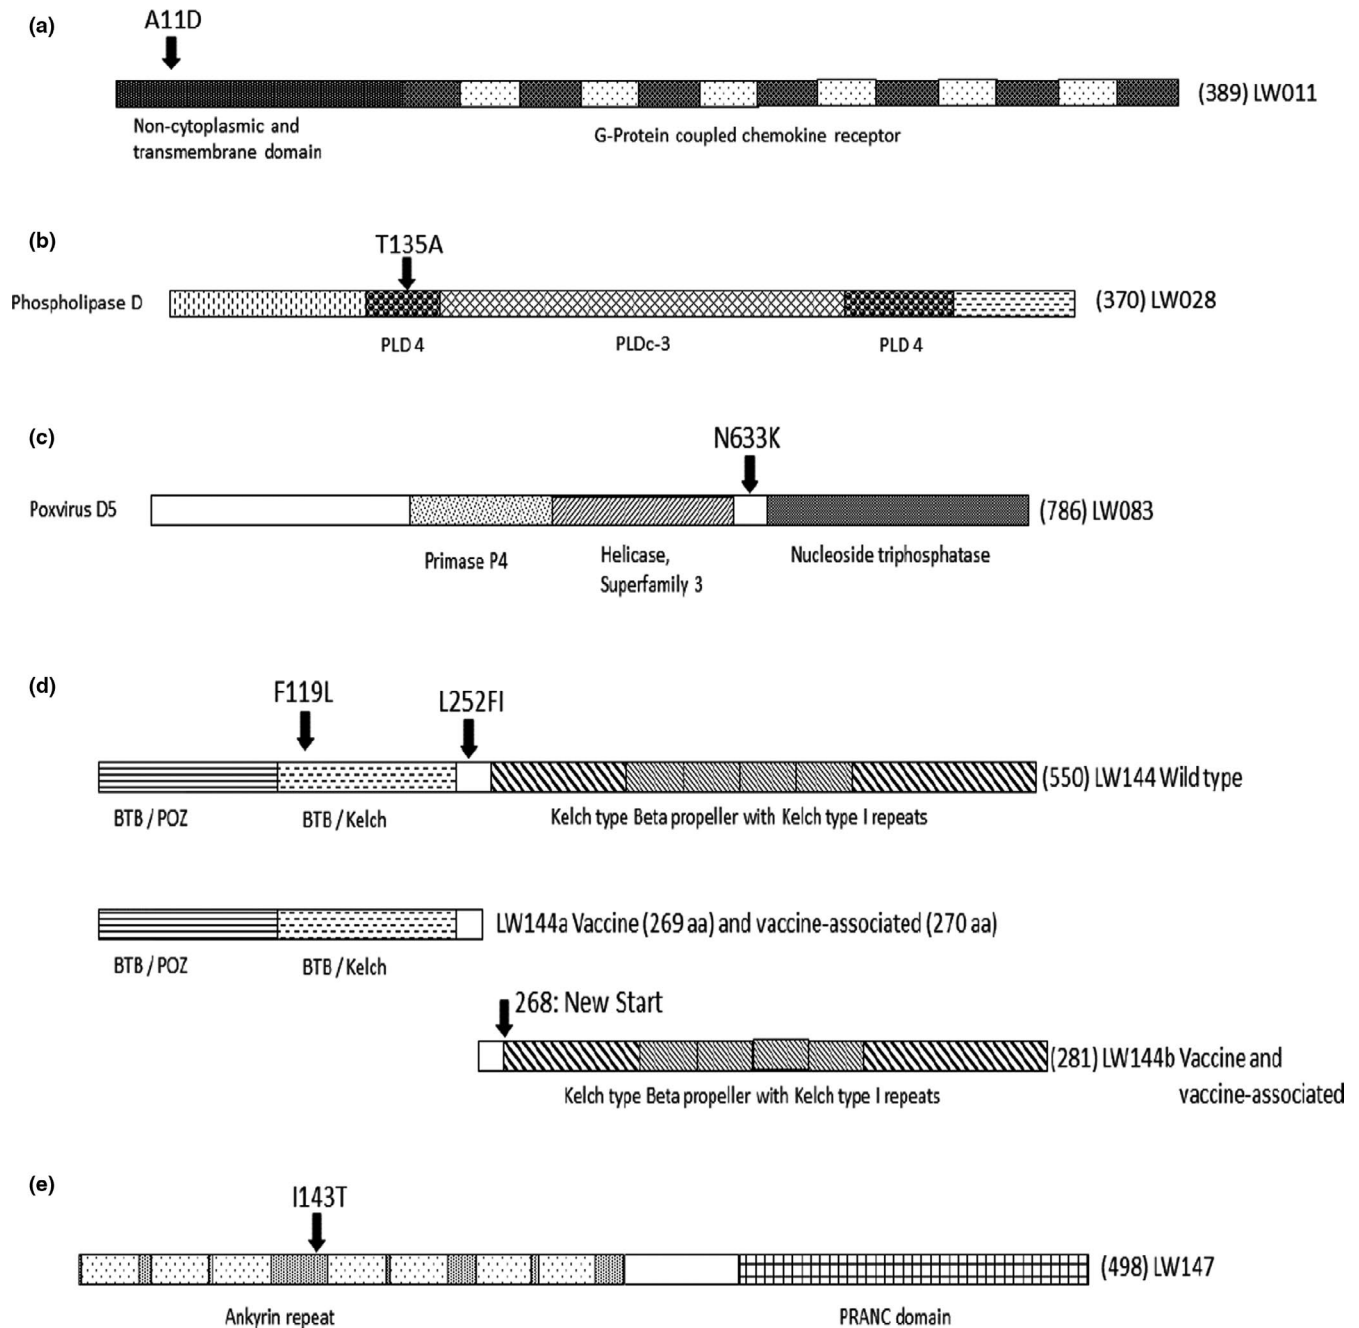 (a)
A11D
(389) LW011
Non-cytoplasmic and
transmembrane domain
G-Protein coupled chemokine receptor
(b)
T135A
Phospholipase D
(370) LW028
PLD 4
PLDc-3
PLD 4
(c)
N633K
Poxvirus D5
(786) LW083
Primase P4
Helicase,
Superfamily 3
Nucleoside triphosphatase
(d)
F119L
L252FI
(550) LW144 Wild type
BTB / POZ
BTB / Kelch
Kelch type Beta propeller with Kelch type I repeats
LW144a Vaccine (269 aa) and vaccine-associated (270 aa)
BTB / POZ
BTB / Kelch
268: New Start
(281) LW144b Vaccine and
vaccine-associated
Kelch type Beta propeller with Kelch type I repeats
(e)
I143T
(498) LW147
Ankyrin repeat
PRANC domain